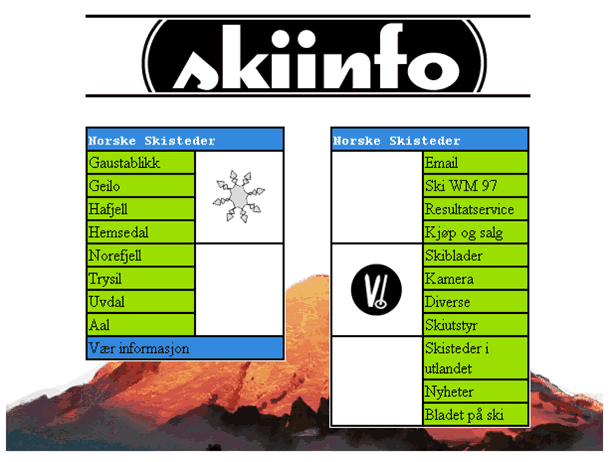 skiinfo
Norske Skisteder
Gaustablikk
Geilo
Hafjell
Hemsedal
Norefjell
Trysil
Uvdal
Aal
Vær informasjon
Norske Skisteder
Email
Ski WM 97
Resultatservice
Kjøp og salg
Skiblader
Kamera
Diverse
Skiutstyr
Skisteder i
utlandet
Nyheter
Bladet på ski